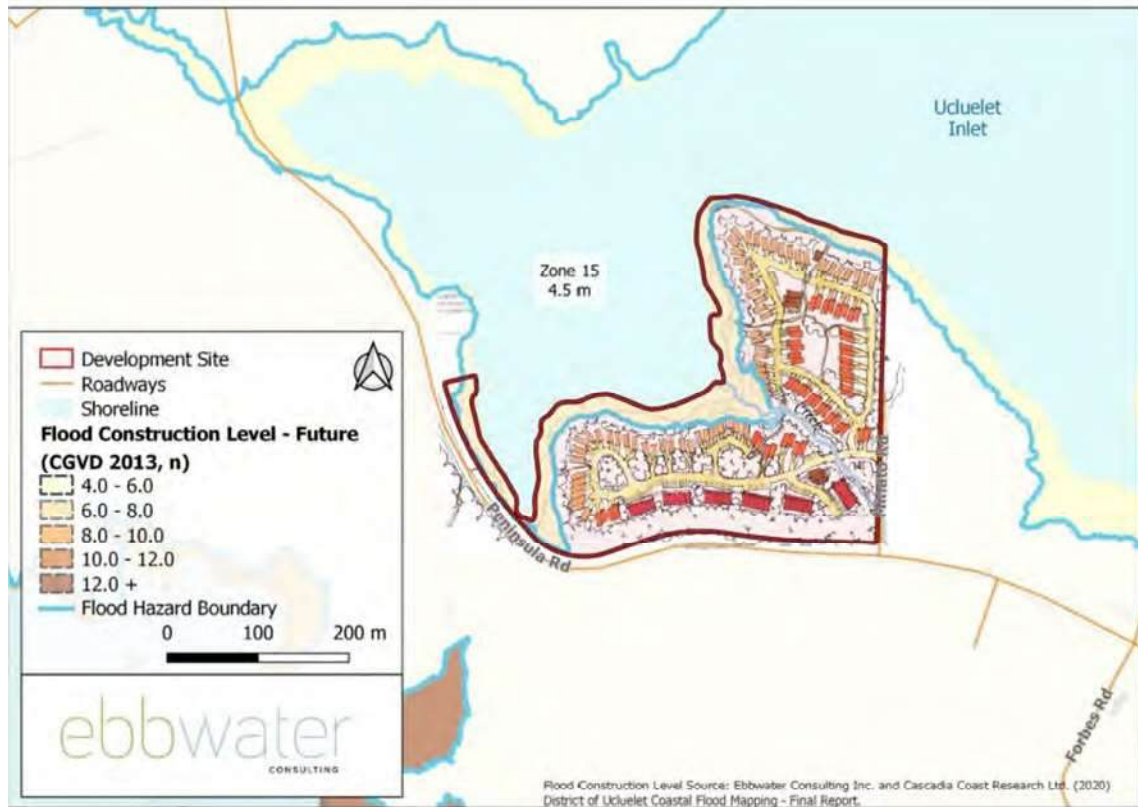 Ucluelet
Inlet
Zone 15
4.5 m
Creek
Peninsula Rd
Forbes Rd
Development Site
Roadways
Shoreline
Flood Construction Level - Future
(CGVD 2013, n)
4.0 - 6.0
6.0 - 8.0
8.0 - 10.0
10.0 - 12.0
12.0 +
Flood Hazard Boundary
0 100 200 m
ebbwater
CONSULTING
Flood Construction Level Source: Ebbwater Consulting Inc. and Cascadia Coast Research Ltd. (2020)
District of Ucluelet Coastal Flood Mapping - Final Report.